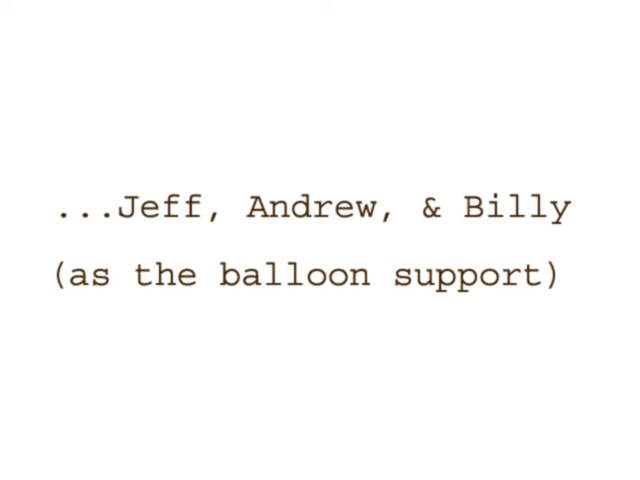 ...Jeff, Andrew, & Billy
(as the balloon support)